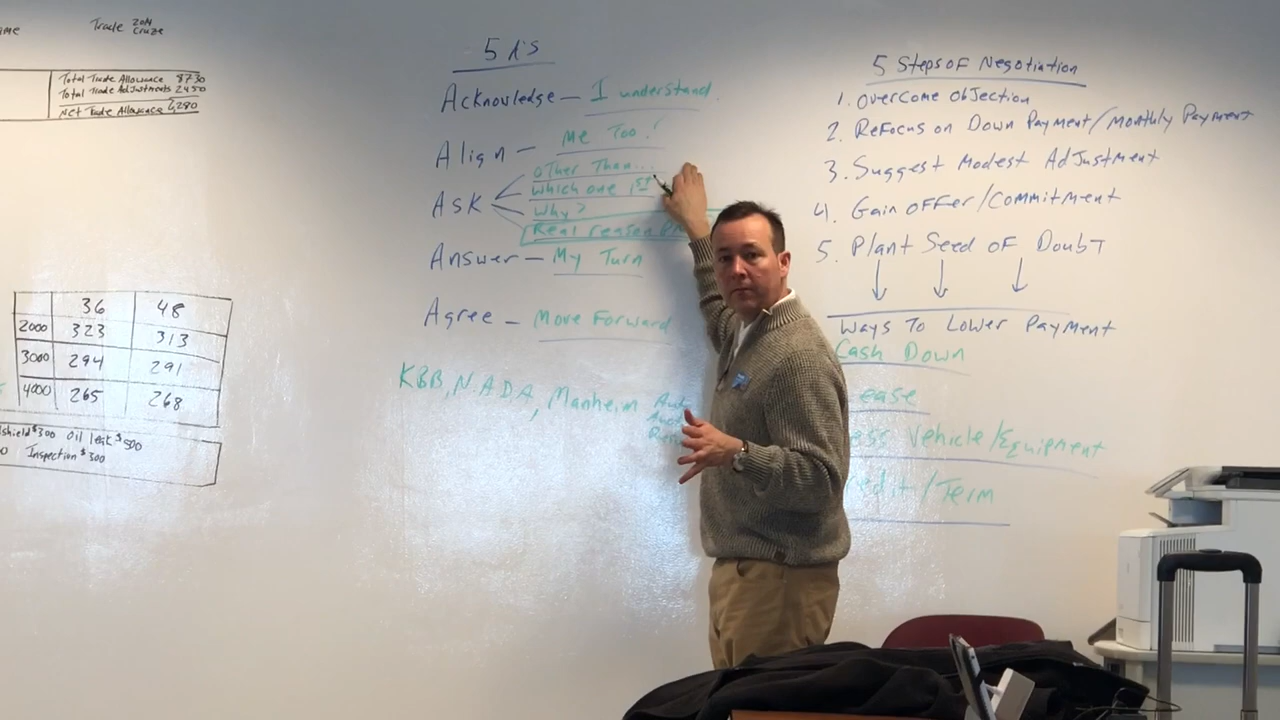 Trade 2014
Cruze
Total Trade Allowance 8730
Total Trade Adjustments 2450
Net Trade Allowance 6,280
36 48
2000 323 313
3000 294 291
4000 265 268
$300 Oil leak $500
Inspection $300
5 A's
Acknowledge - I understand.
Align - Me Too!
Ask
Other Than...
Which one 1st
Why?
Real reason
Answer - My Turn
Agree - Move Forward
KBB, N.A.D.A, Manheim
5 Steps of Negotiation
1. Overcome Objection
2. ReFocus on Down Payment/Monthly Payment
3. Suggest Modest Adjustment
4. Gain Offer/Commitment
5. Plant Seed of Doubt
Ways To Lower Payment
Cash Down
ease
ess Vehicle/Equipment
edit/Term